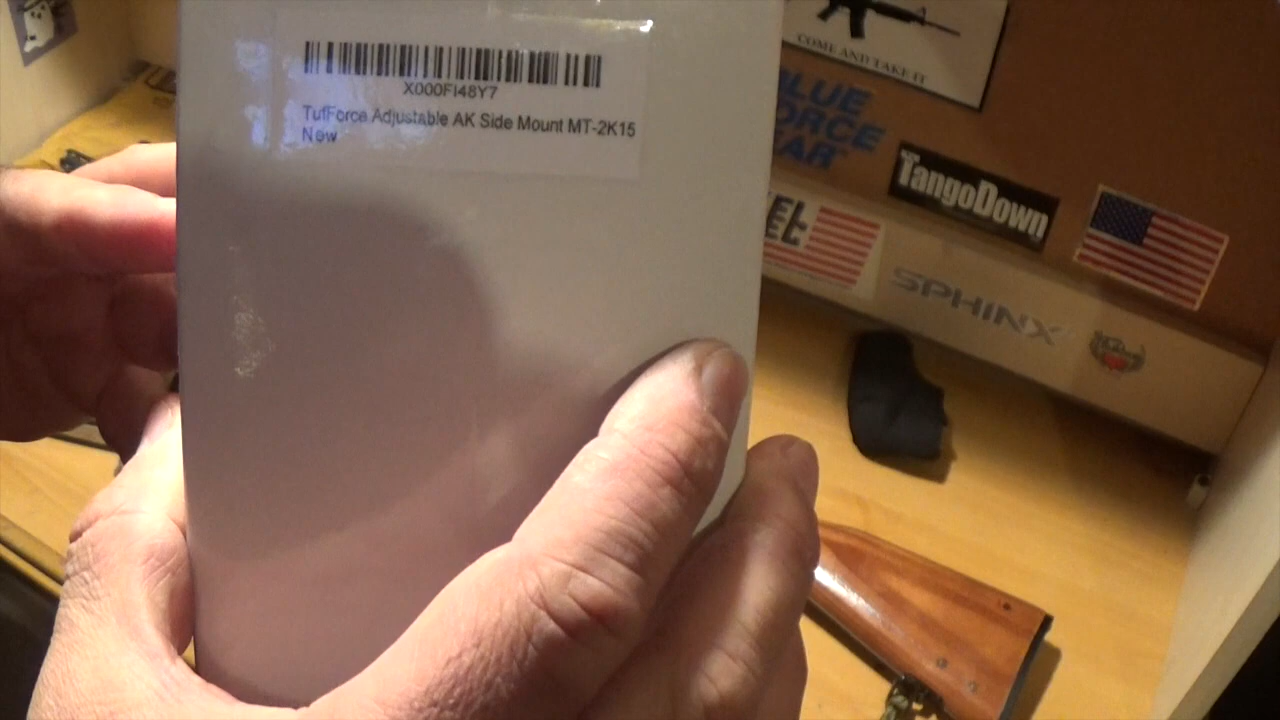 X000FI48Y7
TufForce Adjustable AK Side Mount MT-2K15
New
COME AND TAKE IT
BLUE
FORCE
GEAR
TangoDown
SPHINX